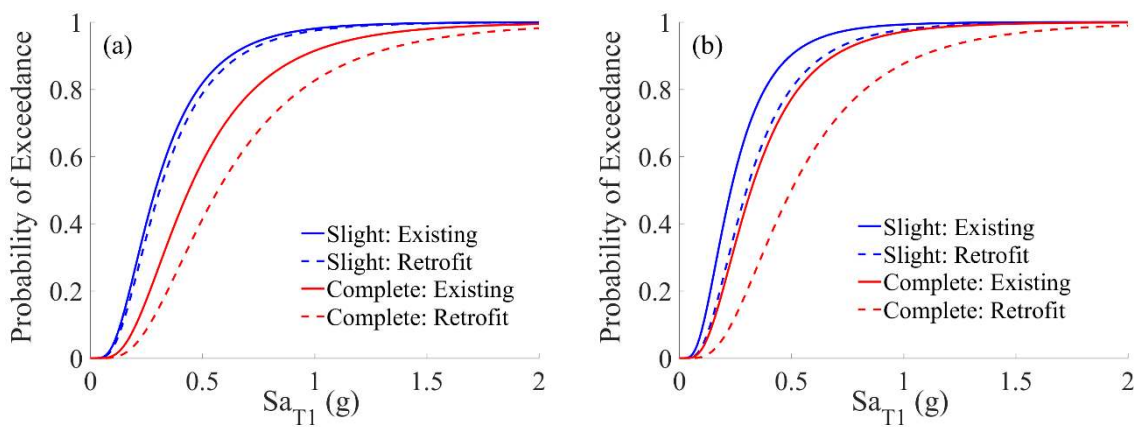 (a)
Probability of Exceedance
1
0.8
0.6
0.4
0.2
0
Slight: Existing
Slight: Retrofit
Complete: Existing
Complete: Retrofit
0 0.5 1 1.5 2
Sa_T1 (g)
(b)
Probability of Exceedance
1
0.8
0.6
0.4
0.2
0
Slight: Existing
Slight: Retrofit
Complete: Existing
Complete: Retrofit
0 0.5 1 1.5 2
Sa_T1 (g)